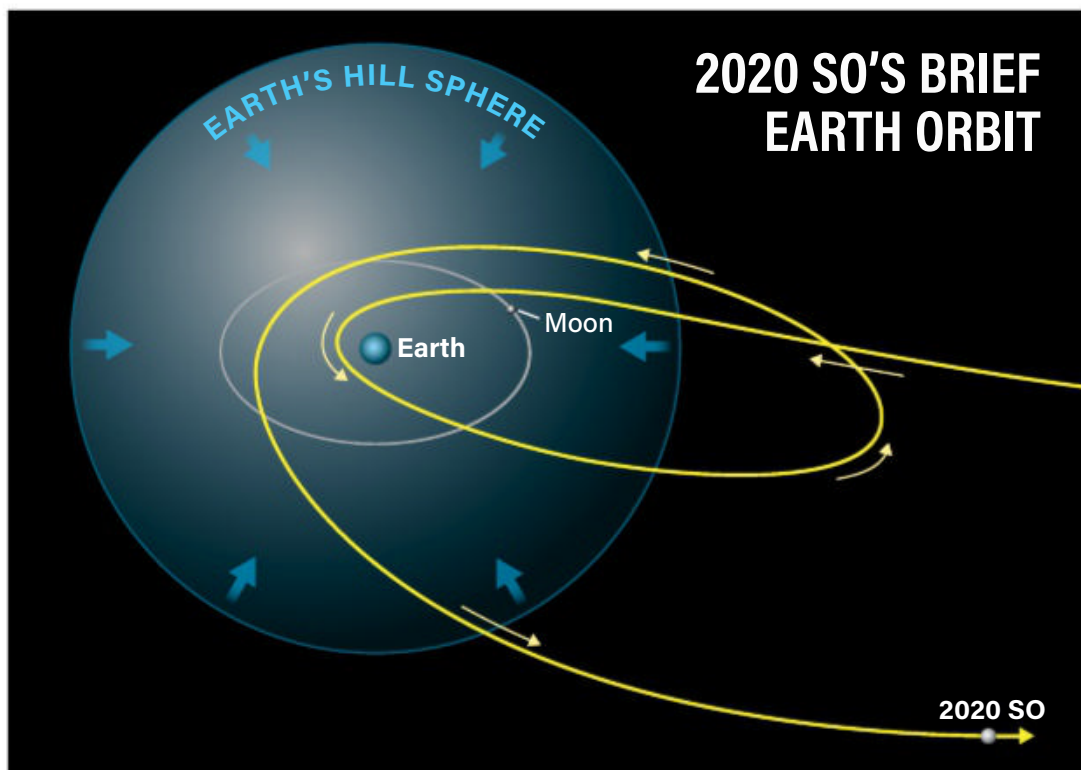 2020 SO'S BRIEF
EARTH ORBIT
EARTH'S HILL SPHERE
Moon
Earth
2020 SO